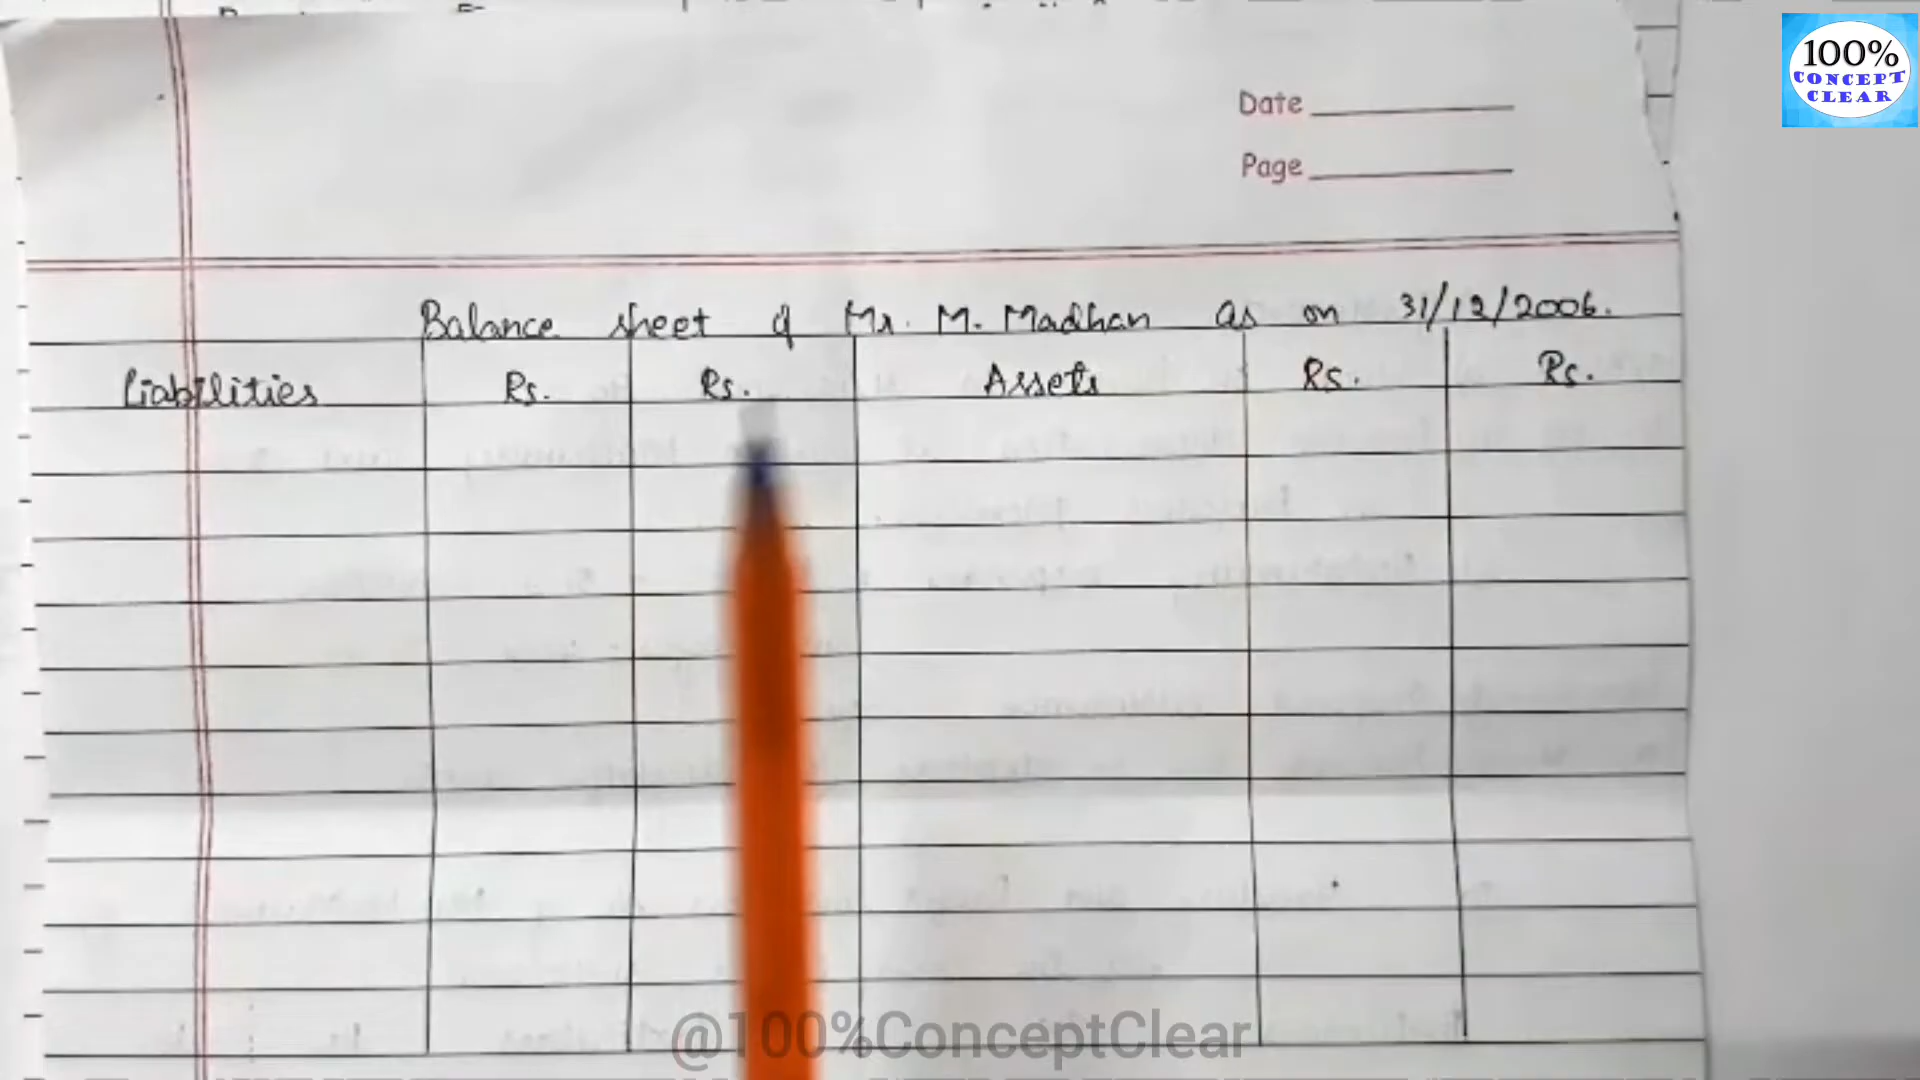 100%
CONCEPT
CLEAR
Date
Page
Balance sheet of Mr. M. Madhan as on 31/12/2006.
Liabilities Rs. Rs. Assets Rs. Rs.
@100%ConceptClear